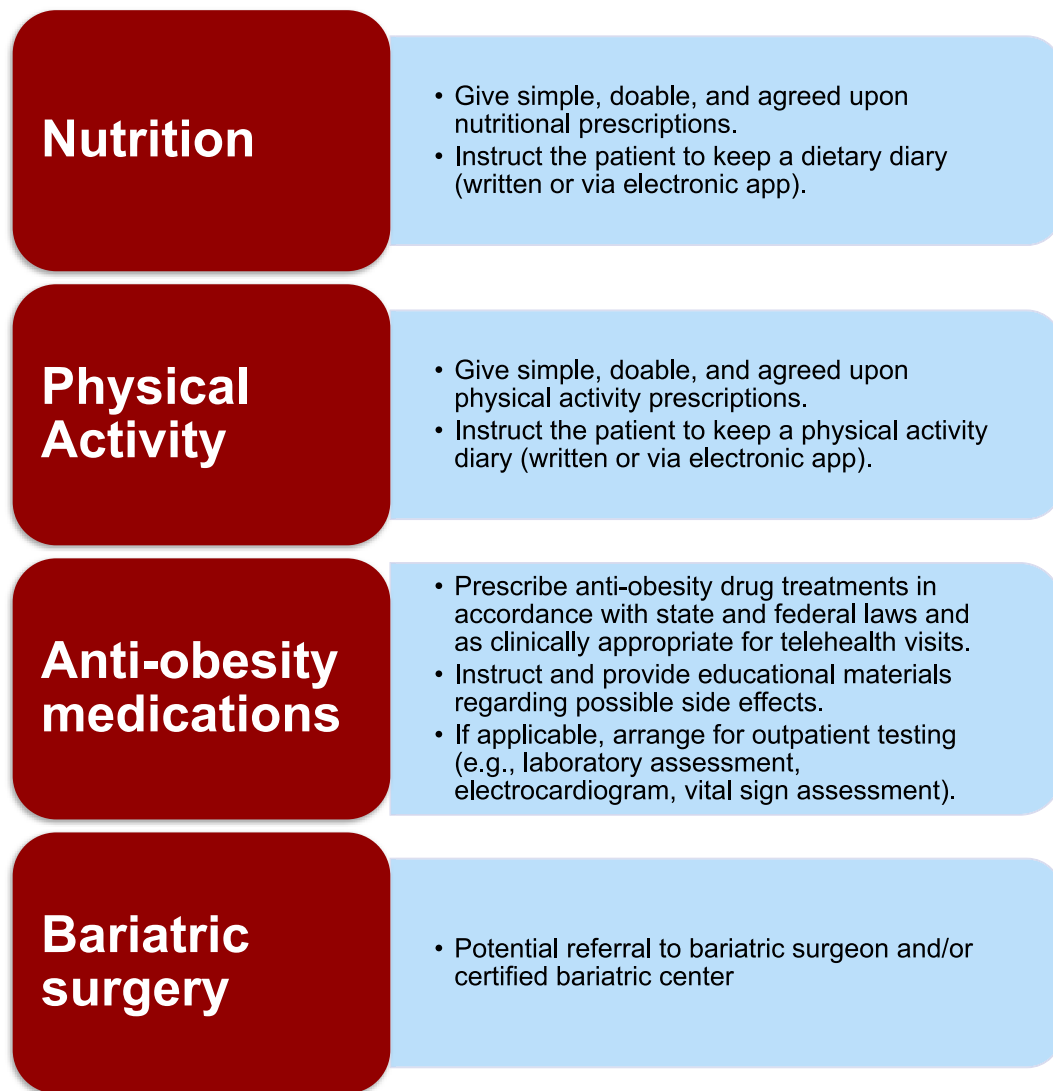 Nutrition
• Give simple, doable, and agreed upon
nutritional prescriptions.
• Instruct the patient to keep a dietary diary
(written or via electronic app).
Physical
Activity
• Give simple, doable, and agreed upon
physical activity prescriptions.
• Instruct the patient to keep a physical activity
diary (written or via electronic app).
Anti-obesity
medications
• Prescribe anti-obesity drug treatments in
accordance with state and federal laws and
as clinically appropriate for telehealth visits.
• Instruct and provide educational materials
regarding possible side effects.
• If applicable, arrange for outpatient testing
(e.g., laboratory assessment,
electrocardiogram, vital sign assessment).
Bariatric
surgery
• Potential referral to bariatric surgeon and/or
certified bariatric center